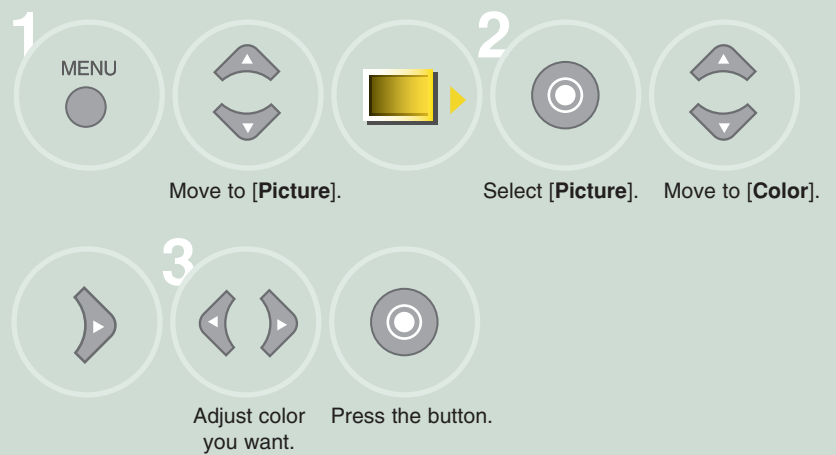 1
MENU
2
Move to [Picture].
Select [Picture].
Move to [Color].
3
Adjust color
you want.
Press the button.